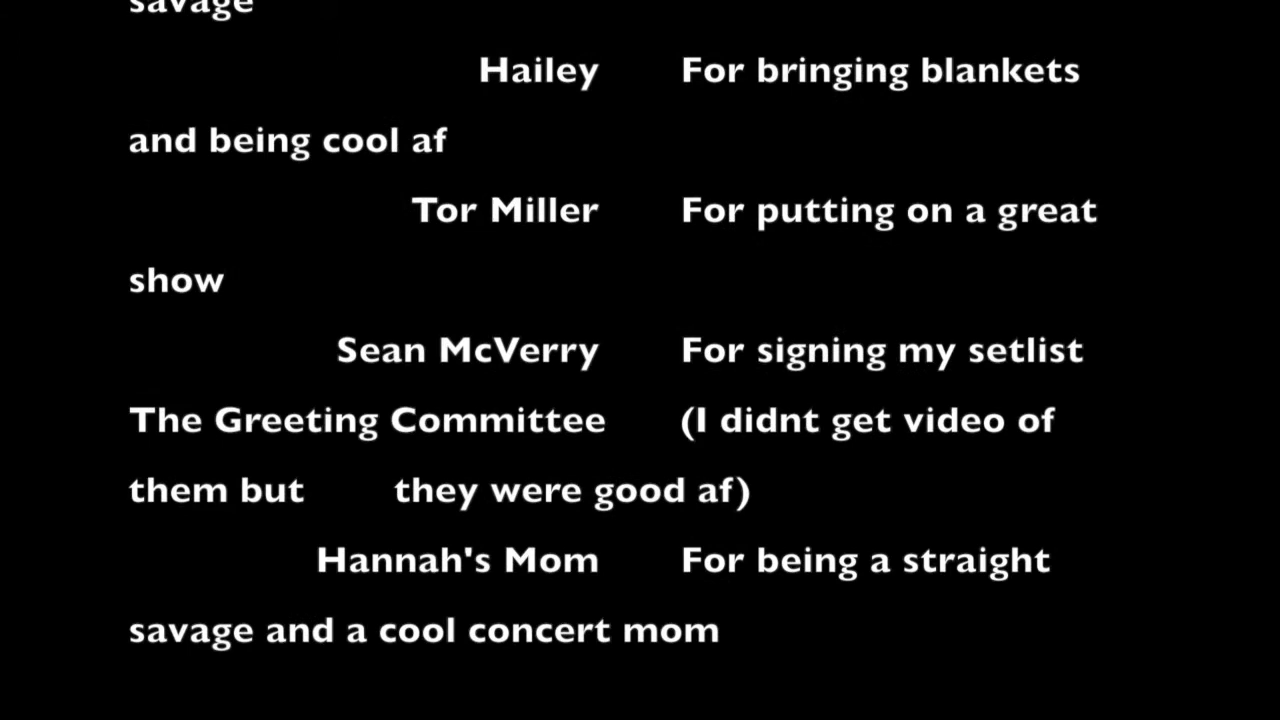 savage
Hailey For bringing blankets
and being cool af
Tor Miller For putting on a great
show
Sean McVerry For signing my setlist
The Greeting Committee (I didnt get video of
them but they were good af)
Hannah's Mom For being a straight
savage and a cool concert mom